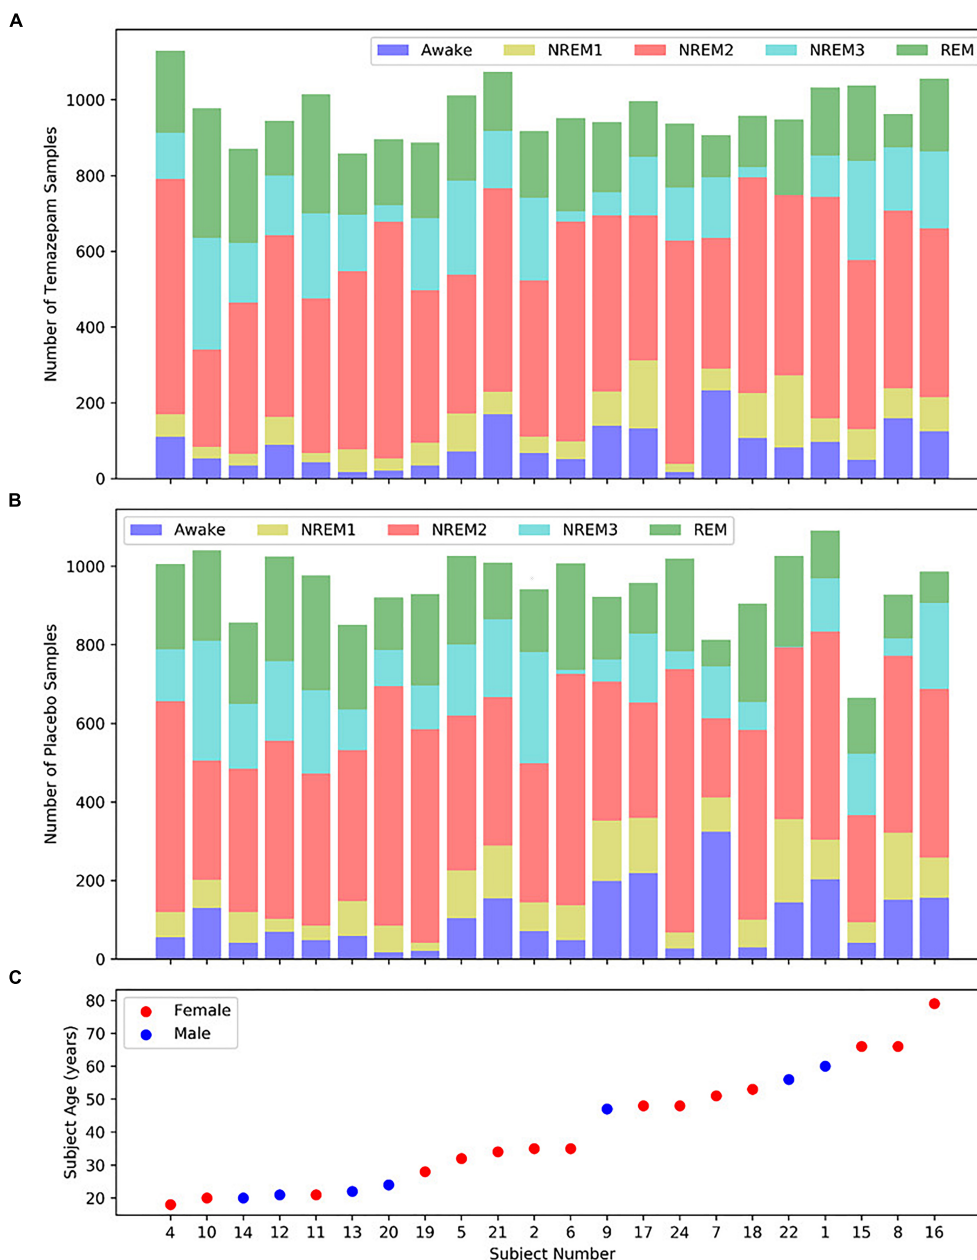 A
Awake NREM1 NREM2 NREM3 REM
Number of Temazepam Samples
1000
800
600
400
200
0
B
Awake NREM1 NREM2 NREM3 REM
Number of Placebo Samples
1000
800
600
400
200
0
C
Female
Male
Subject Age (years)
80
70
60
50
40
30
20
4 10 14 12 11 13 20 19 5 21 2 6 9 17 24 7 18 22 1 15 8 16
Subject Number